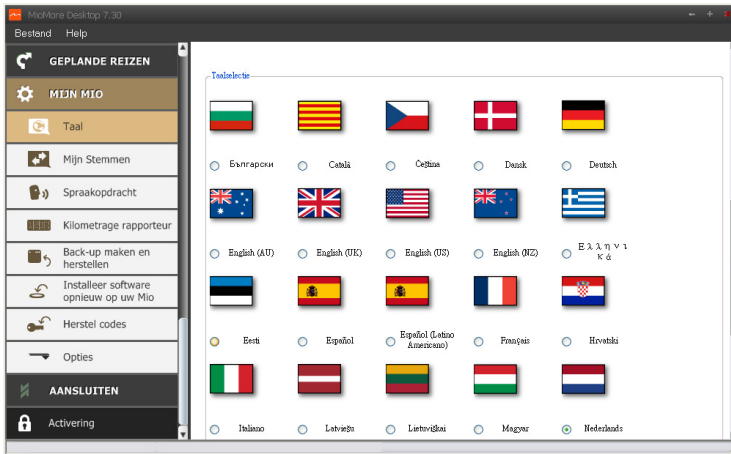 MioMore Desktop 7.30
Bestand Help
GEPLANDE REIZEN
MIJN MIO
Taal
Mijn Stemmen
Spraakopdracht
Kilometrage rapporteur
Back-up maken en
herstellen
Installeer software
opnieuw op uw Mio
Herstel codes
Opties
AANSLUITEN
Activering
Taalselectie
Български Català Čeština Dansk Deutsch
English (AU) English (UK) English (US) English (NZ) Ελληνι
κά
Eesti Español Español (Latino
Americano) Français Hrvatski
Italiano Latviešu Lietuviškai Magyar Nederlands